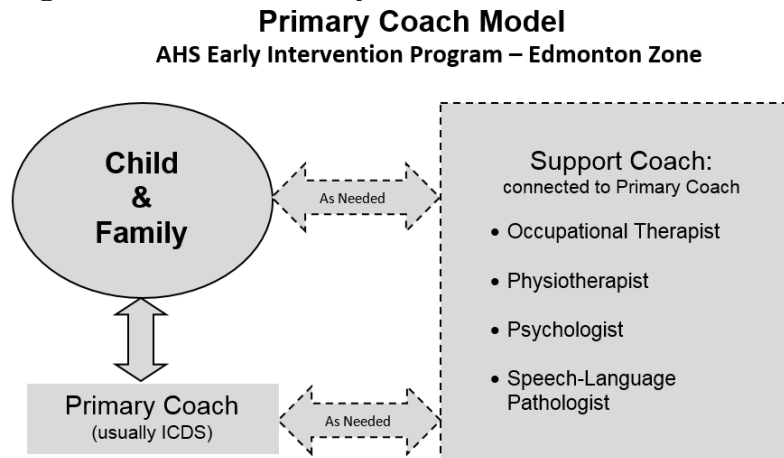 Primary Coach Model
AHS Early Intervention Program – Edmonton Zone
Child
&
Family
As Needed
Support Coach:
connected to Primary Coach
• Occupational Therapist
• Physiotherapist
• Psychologist
• Speech-Language
Pathologist
Primary Coach
(usually ICDS)
As Needed